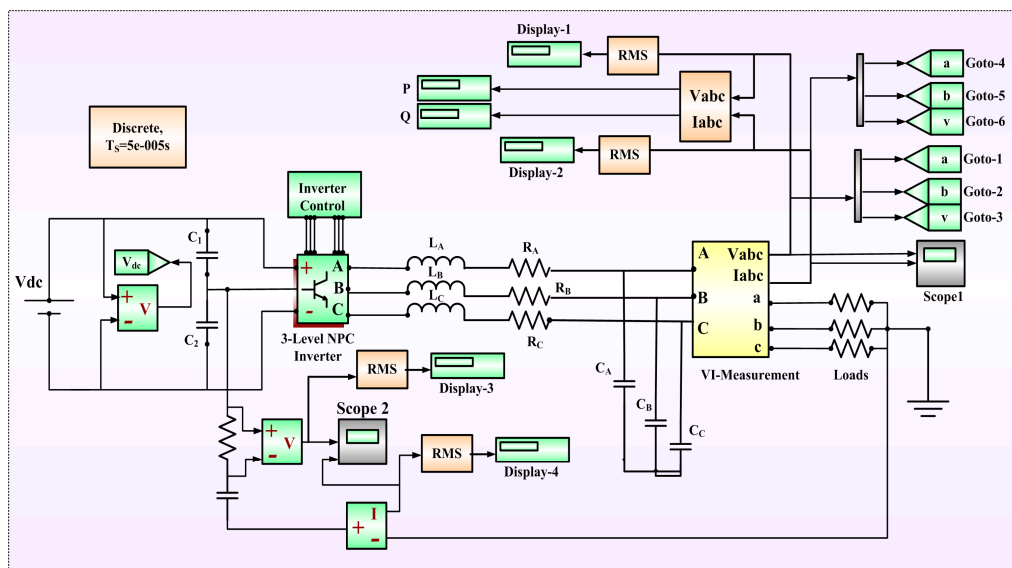 Display-1
RMS
Goto-4
a
P
Vabc
b
Goto-5
Q
Iabc
v
Goto-6
Discrete,
Ts=5e-005s
RMS
Display-2
a
Goto-1
b
Goto-2
v
Goto-3
Inverter
Control
C1
Vdc
LA
RA
Vdc
+
V
-
+
A
B
C
-
LB
RB
LC
RC
A
B
C
Vabc
Iabc
a
b
c
Scope1
C2
3-Level NPC
Inverter
VI-Measurement
Loads
RMS
Display-3
CA
CB
CC
Scope 2
+
V
-
RMS
Display-4
I
+
-